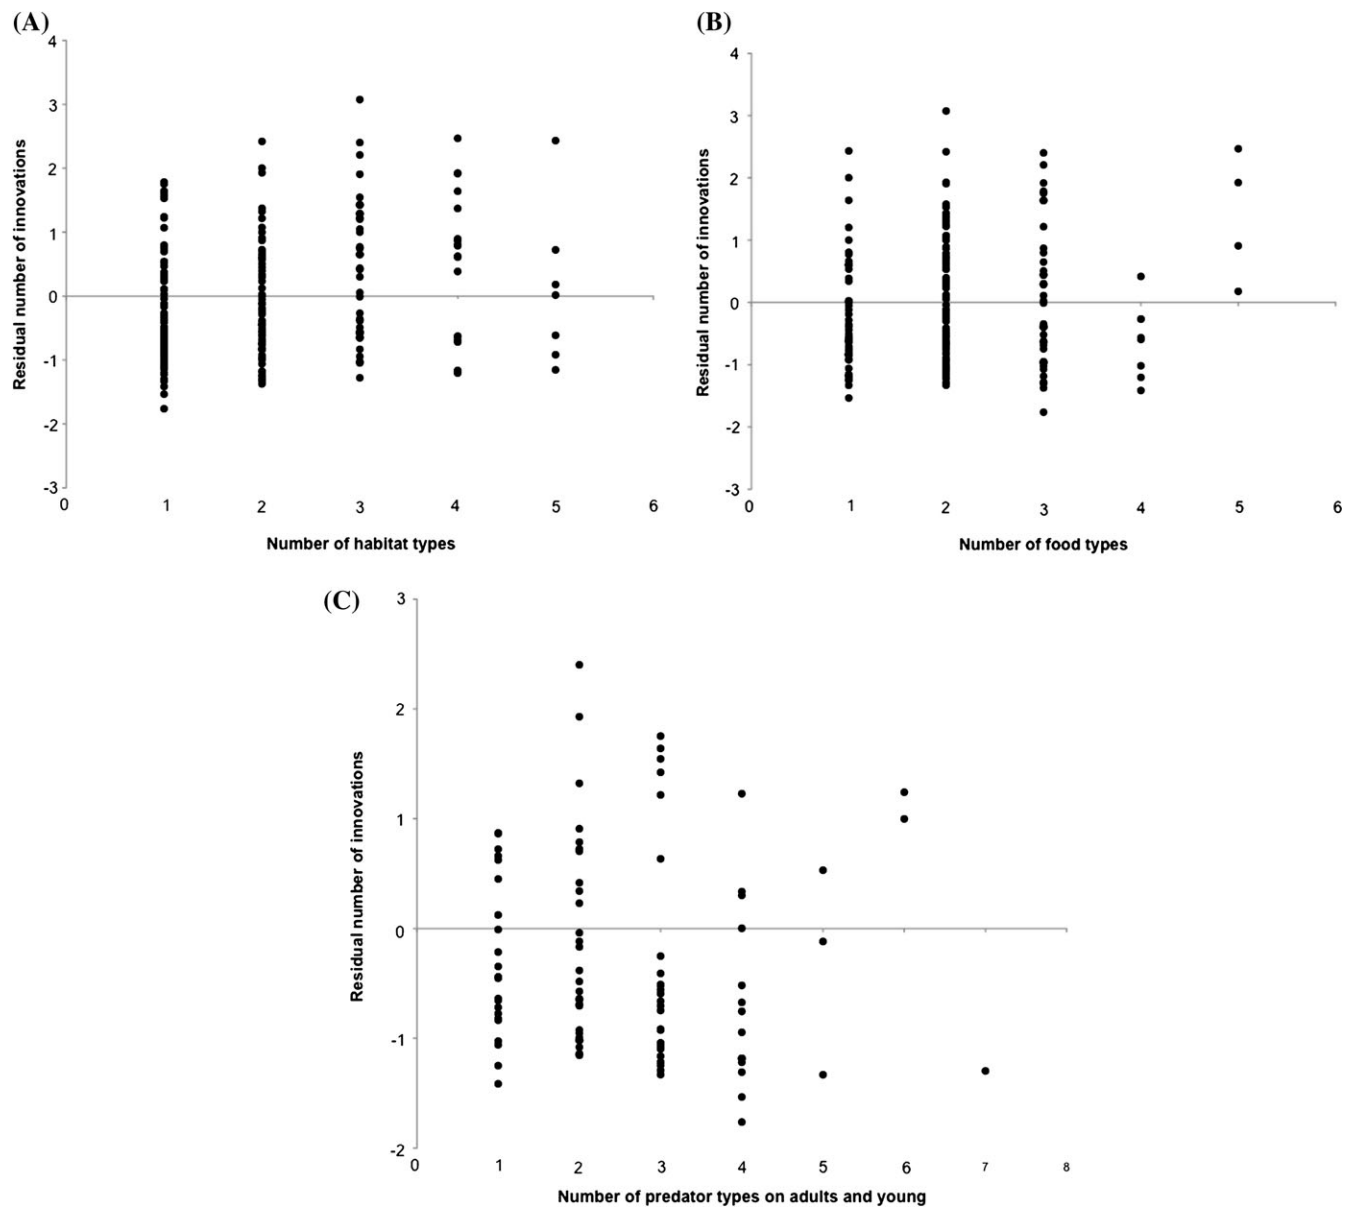 (A)
4
3
2
1
0
-1
-2
-3
Residual number of innovations
0 1 2 3 4 5 6
Number of habitat types
(B)
4
3
2
1
0
-1
-2
-3
Residual number of innovations
0 1 2 3 4 5 6
Number of food types
(C)
3
2
1
0
-1
-2
Residual number of innovations
0 1 2 3 4 5 6 7 8
Number of predator types on adults and young